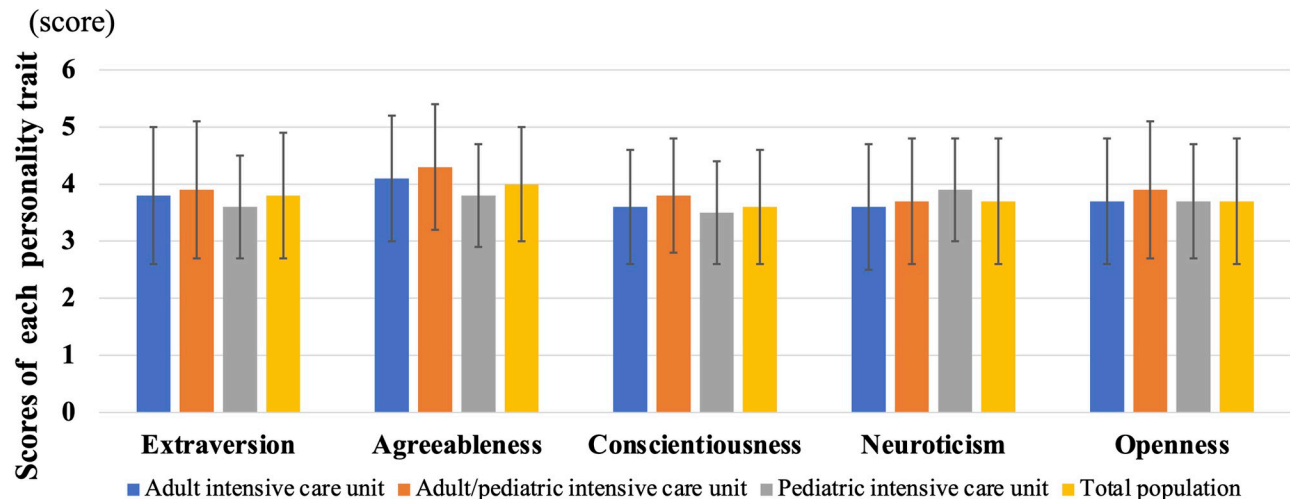 (score)
Scores of each personality trait
6
5
4
3
2
1
0
Extraversion Agreeableness Conscientiousness Neuroticism Openness
Adult intensive care unit Adult/pediatric intensive care unit Pediatric intensive care unit Total population